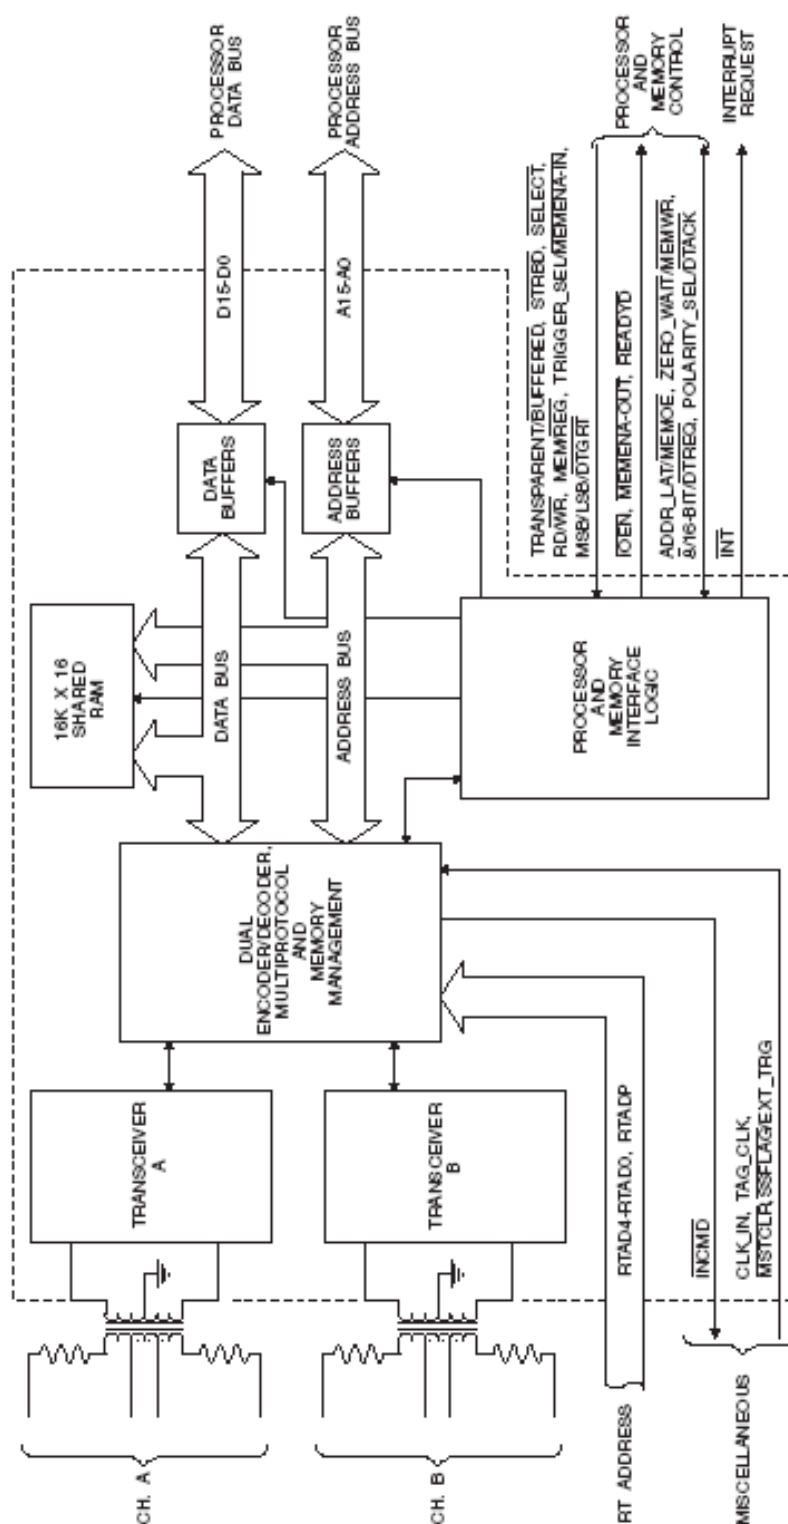 CH. A
TRANSCEIVER
A
CH. B
TRANSCEIVER
B
DUAL
ENCODER/DECODER,
MULTIPROTOCOL
AND
MEMORY
MANAGEMENT
16K X 16
SHARED
RAM
DATA BUS
ADDRESS BUS
DATA
BUFFERS
ADDRESS
BUFFERS
D15-D0
PROCESSOR
DATA BUS
A15-A0
PROCESSOR
ADDRESS BUS
PROCESSOR
AND
MEMORY
INTERFACE
LOGIC
TRANSPARENT/BUFFERED, STRBD, SELECT,
RD/WR, MEM/REG, TRIGGER_SEL/MEMENA-IN,
MSB/LSB/DTGRT
IOEN, MEMENA-OUT, READYD
ADDR_LAT/MEMOE, ZERO_WAIT/MEMWR,
8/16-BIT/DTREQ, POLARITY_SEL/DTACK
INT
PROCESSOR
AND
MEMORY
CONTROL
INTERRUPT
REQUEST
RT ADDRESS
RTAD4-RTAD0, RTADP
MISCELLANEOUS
INCMD
CLK_IN, TAG_CLK,
MSTCLR,SSFLAG/EXT_TRG